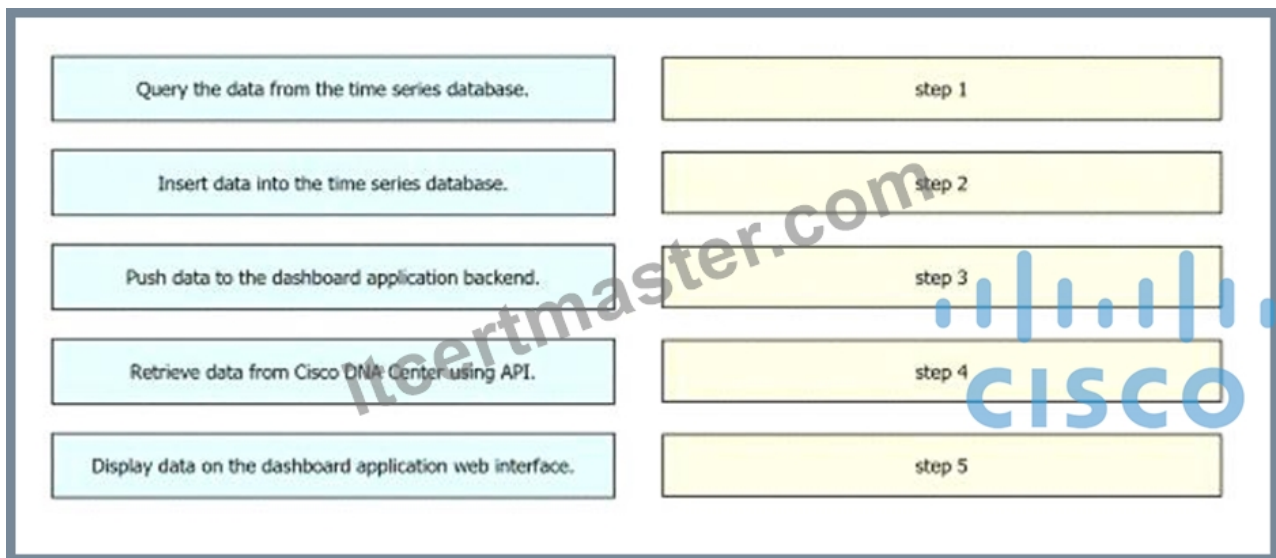 Query the data from the time series database.
step 1
Insert data into the time series database.
step 2
Push data to the dashboard application backend.
step 3
Retrieve data from Cisco DNA Center using API.
step 4
Display data on the dashboard application web interface.
step 5
itcertmaster.com
CISCO